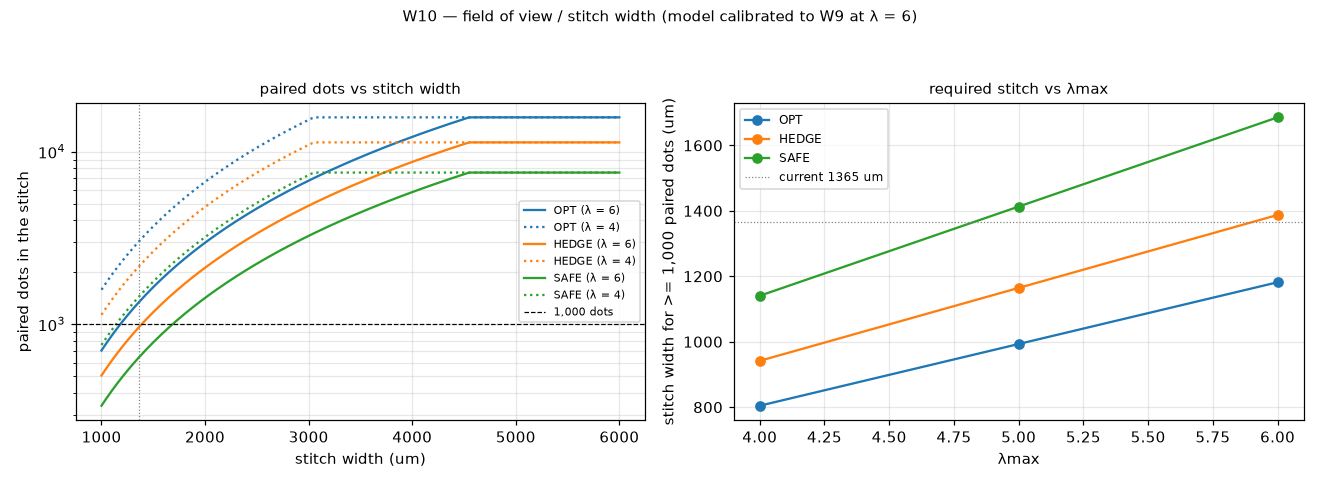 W10 — field of view / stitch width (model calibrated to W9 at λ = 6)
paired dots vs stitch width
paired dots in the stitch
10⁴
10³
OPT (λ = 6)
OPT (λ = 4)
HEDGE (λ = 6)
HEDGE (λ = 4)
SAFE (λ = 6)
SAFE (λ = 4)
1,000 dots
1000 2000 3000 4000 5000 6000
stitch width (um)
required stitch vs λmax
stitch width for >= 1,000 paired dots (um)
1600
1400
1200
1000
800
OPT
HEDGE
SAFE
current 1365 um
4.00 4.25 4.50 4.75 5.00 5.25 5.50 5.75 6.00
λmax